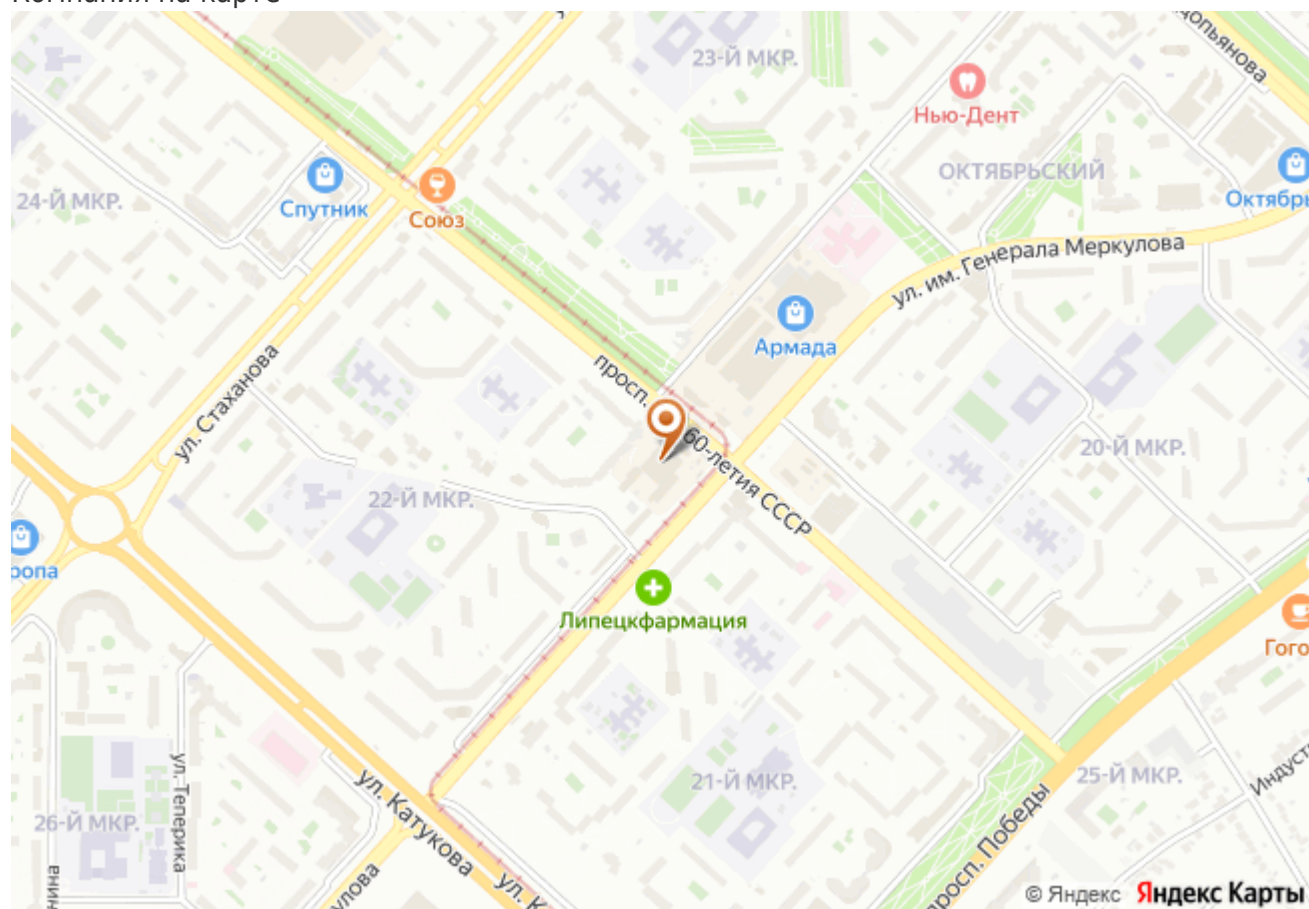 23-Й МКР.
Нью-Дент
ОКТЯБРЬСКИЙ
24-Й МКР.
Спутник
Союз
ул. им. Генерала Меркулова
Армада
ул. Стаханова
просп. 60-летия СССР
20-Й МКР.
22-Й МКР.
Липецкфармация
21-Й МКР.
25-Й МКР.
26-Й МКР.
ул. Теперика
ул. Катукова
просп. Победы
© Яндекс Яндекс Карты